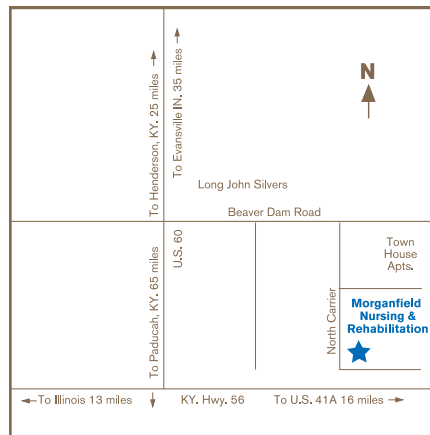 To Henderson, KY. 25 miles
To Evansville IN. 35 miles
N
Long John Silvers
Beaver Dam Road
To Paducah, KY. 65 miles
U.S. 60
Town
House
Apts.
North Carrier
Morganfield
Nursing &
Rehabilitation
To Illinois 13 miles
KY. Hwy. 56
To U.S. 41A 16 miles